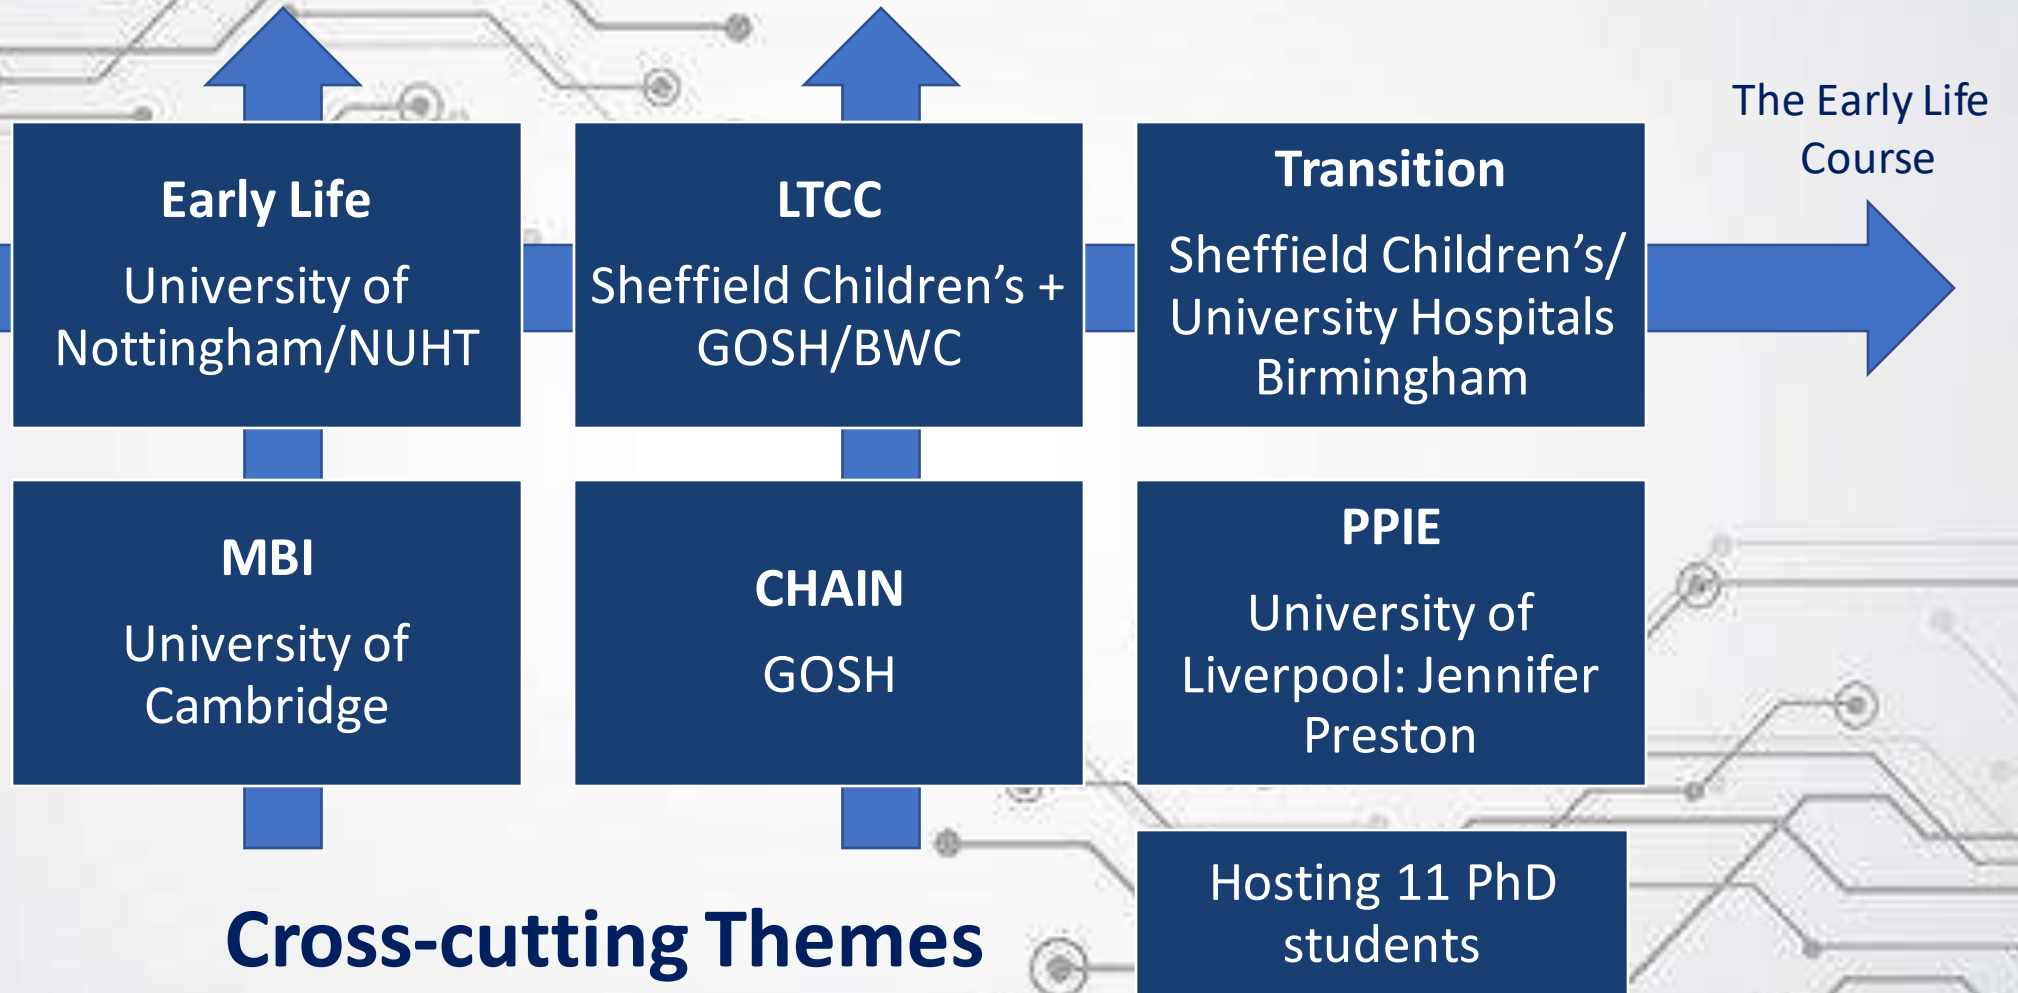 The Early Life
Course
Early Life
University of
Nottingham/NUHT
LTCC
Sheffield Children’s +
GOSH/BWC
Transition
Sheffield Children’s/
University Hospitals
Birmingham
MBI
University of
Cambridge
CHAIN
GOSH
PPIE
University of
Liverpool: Jennifer
Preston
Hosting 11 PhD
students
Cross-cutting Themes